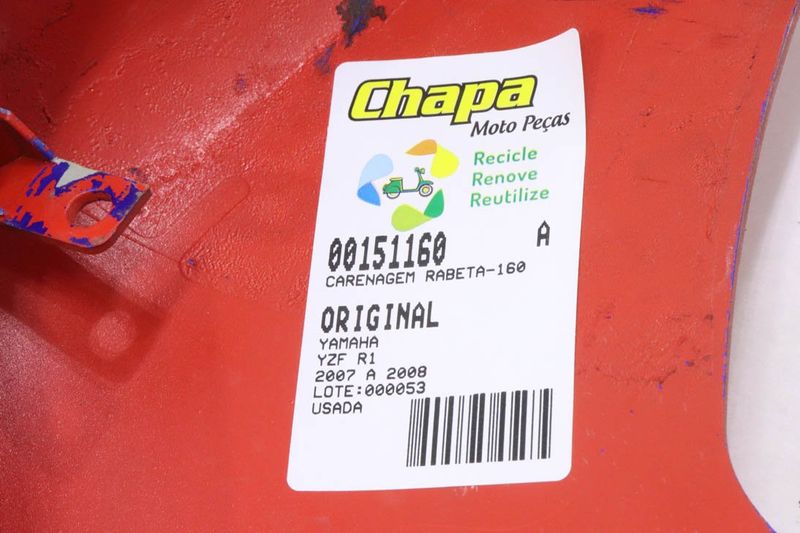 Chapa
Moto Peças
Recicle
Renove
Reutilize
00151160 A
CARENAGEM RABETA-160
ORIGINAL
YAMAHA
YZF R1
2007 A 2008
LOTE:000053
USADA